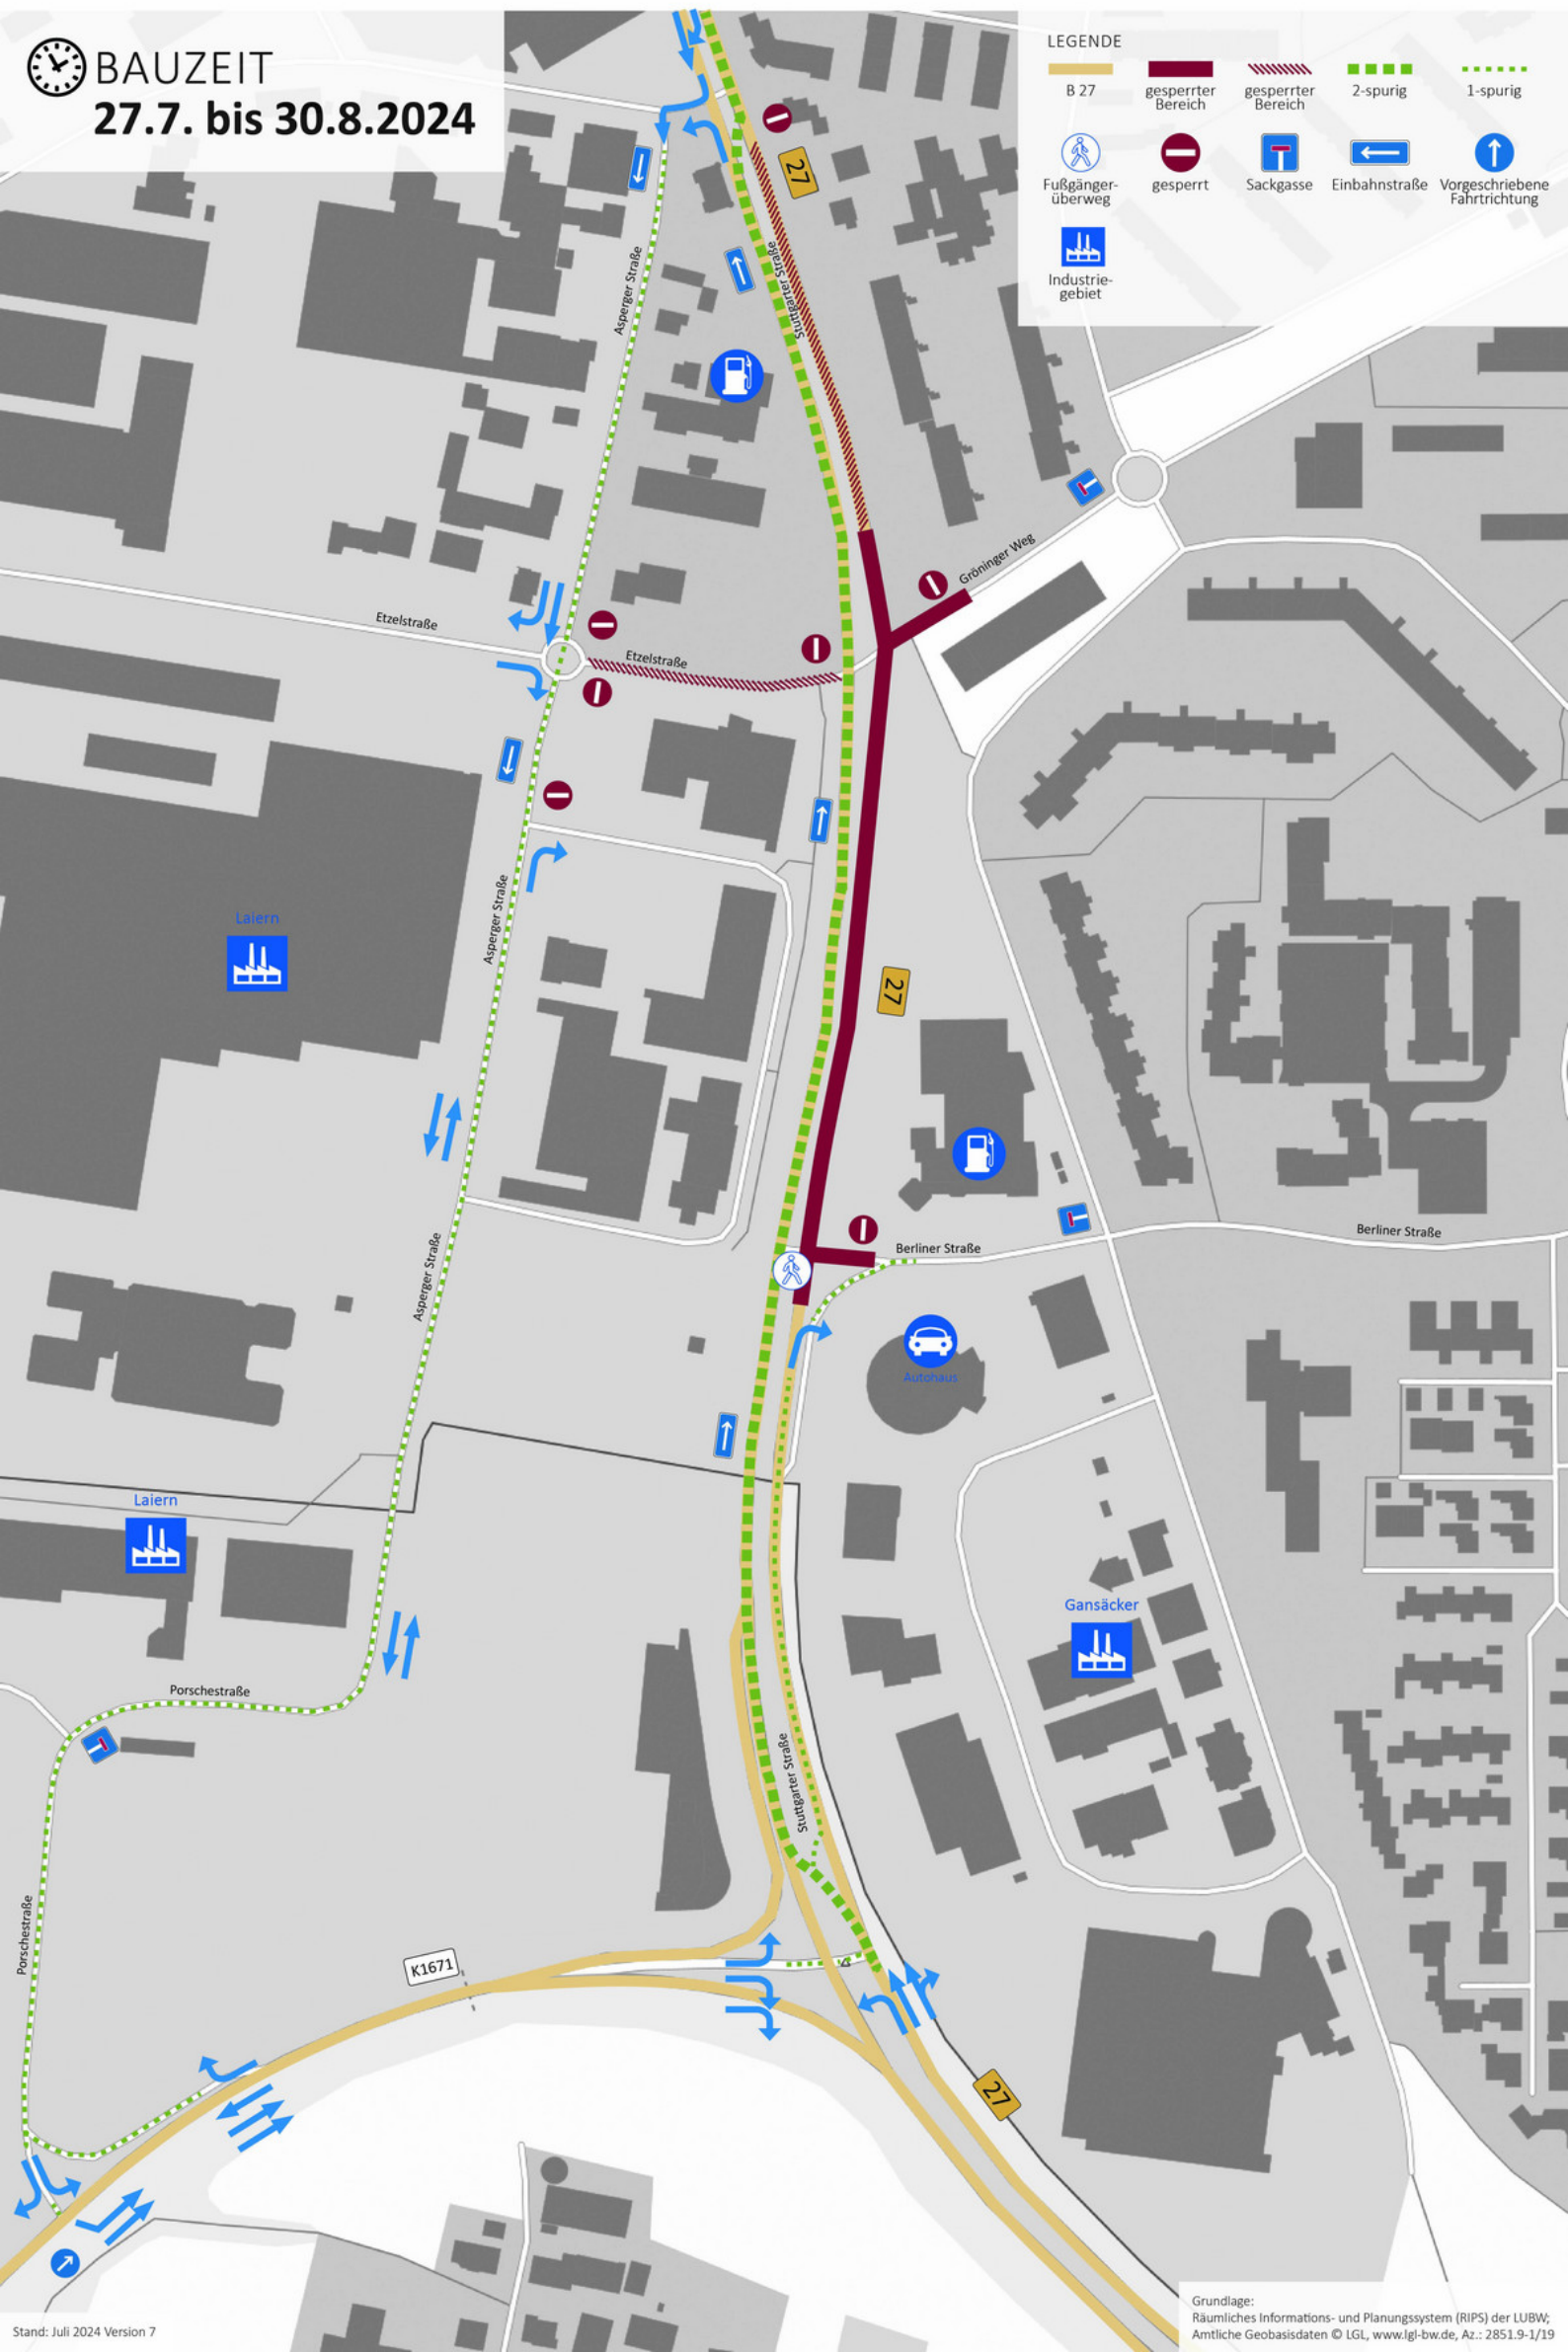 BAUZEIT
27.7. bis 30.8.2024
LEGENDE
B 27
gesperrter
Bereich
gesperrter
Bereich
2-spurig
1-spurig
Fußgänger-
überweg
gesperrt
Sackgasse
Einbahnstraße
Vorgeschriebene
Fahrtrichtung
Industrie-
gebiet
27
Asperger Straße
Stuttgarter Straße
Gröninger Weg
Etzelstraße
Etzelstraße
Asperger Straße
Laiern
27
Berliner Straße
Berliner Straße
Asperger Straße
Autohaus
Laiern
Gansäcker
Porschestraße
Stuttgarter Straße
Porschestraße
K1671
27
Stand: Juli 2024 Version 7
Grundlage:
Räumliches Informations- und Planungssystem (RIPS) der LUBW;
Amtliche Geobasisdaten © LGL, www.lgl-bw.de, Az.: 2851.9-1/19